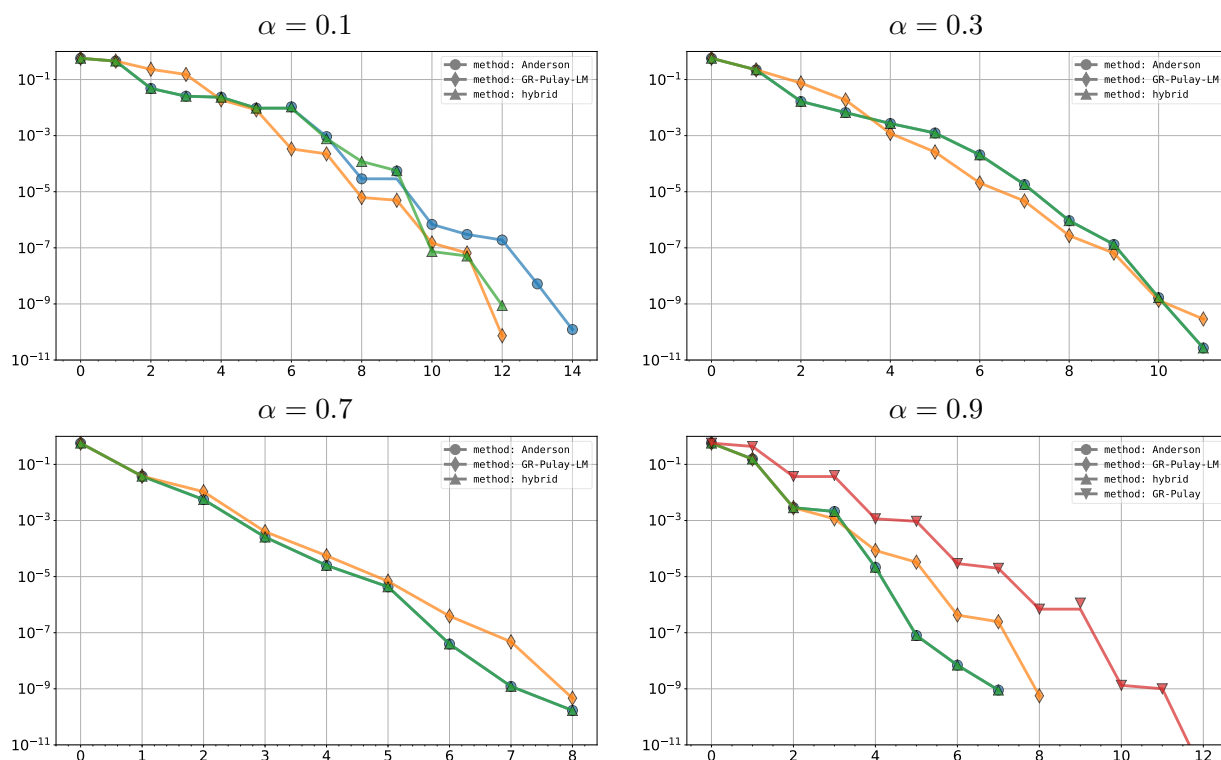 α = 0.1
10⁻¹
10⁻³
10⁻⁵
10⁻⁷
10⁻⁹
10⁻¹¹
0 2 4 6 8 10 12 14
method: Anderson
method: GR-Pulay-LM
method: hybrid
α = 0.3
10⁻¹
10⁻³
10⁻⁵
10⁻⁷
10⁻⁹
10⁻¹¹
0 2 4 6 8 10
method: Anderson
method: GR-Pulay-LM
method: hybrid
α = 0.7
10⁻¹
10⁻³
10⁻⁵
10⁻⁷
10⁻⁹
10⁻¹¹
0 1 2 3 4 5 6 7 8
method: Anderson
method: GR-Pulay-LM
method: hybrid
α = 0.9
10⁻¹
10⁻³
10⁻⁵
10⁻⁷
10⁻⁹
10⁻¹¹
0 2 4 6 8 10 12
method: Anderson
method: GR-Pulay-LM
method: hybrid
method: GR-Pulay